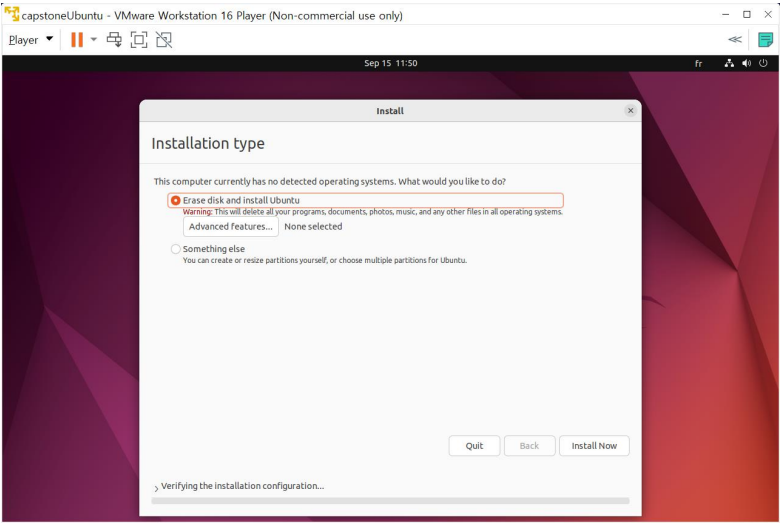 capstoneUbuntu - VMware Workstation 16 Player (Non-commercial use only)
Player
Sep 15 11:50
fr
Install
Installation type
This computer currently has no detected operating systems. What would you like to do?
Erase disk and install Ubuntu
Warning: This will delete all your programs, documents, photos, music, and any other files in all operating systems.
Advanced features... None selected
Something else
You can create or resize partitions yourself, or choose multiple partitions for Ubuntu.
Quit Back Install Now
Verifying the installation configuration...